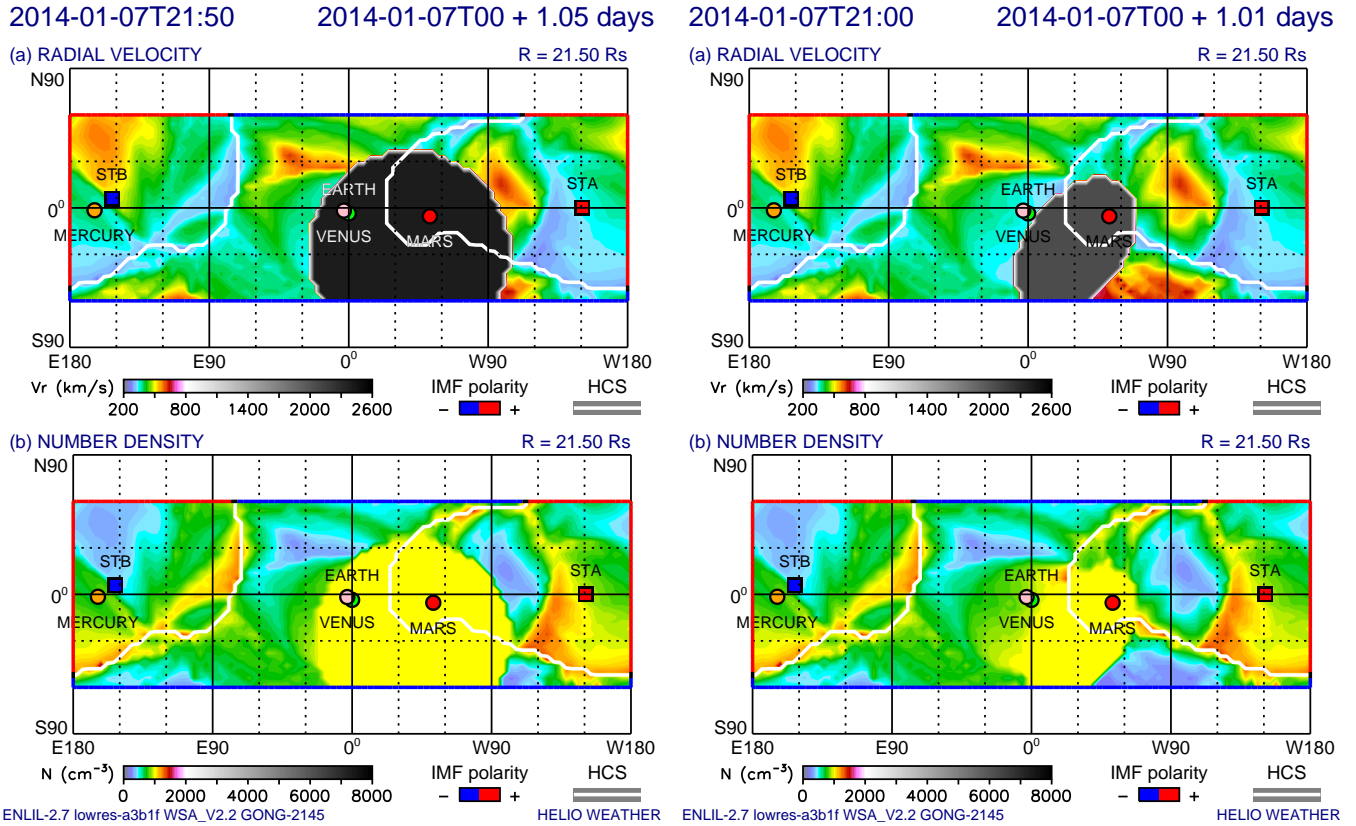 2014-01-07T21:50 2014-01-07T00 + 1.05 days
(a) RADIAL VELOCITY R = 21.50 Rs
N90
STB
EARTH
STA
0⁰
MERCURY
VENUS
MARS
S90
E180 E90 0⁰ W90 W180
Vr (km/s) IMF polarity HCS
200 800 1400 2000 2600 − +
(b) NUMBER DENSITY R = 21.50 Rs
N90
STB
EARTH
STA
0⁰
MERCURY
VENUS
MARS
S90
E180 E90 0⁰ W90 W180
N (cm⁻³) IMF polarity HCS
0 2000 4000 6000 8000 − +
ENLIL-2.7 lowres-a3b1f WSA_V2.2 GONG-2145 HELIO WEATHER
2014-01-07T21:00 2014-01-07T00 + 1.01 days
(a) RADIAL VELOCITY R = 21.50 Rs
N90
STB
EARTH
STA
0⁰
MERCURY
VENUS
MARS
S90
E180 E90 0⁰ W90 W180
Vr (km/s) IMF polarity HCS
200 800 1400 2000 2600 − +
(b) NUMBER DENSITY R = 21.50 Rs
N90
STB
EARTH
STA
0⁰
MERCURY
VENUS
MARS
S90
E180 E90 0⁰ W90 W180
N (cm⁻³) IMF polarity HCS
0 2000 4000 6000 8000 − +
ENLIL-2.7 lowres-a3b1f WSA_V2.2 GONG-2145 HELIO WEATHER